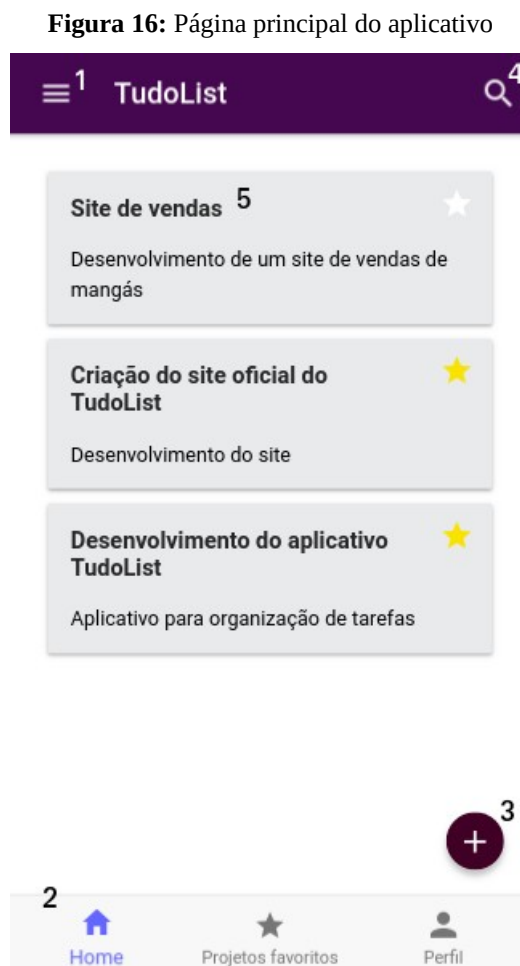 Figura 16: Página principal do aplicativo
1 TudoList 4
Site de vendas 5
Desenvolvimento de um site de vendas de
mangás
Criação do site oficial do
TudoList
Desenvolvimento do site
Desenvolvimento do aplicativo
TudoList
Aplicativo para organização de tarefas
3
+
2
Home Projetos favoritos Perfil